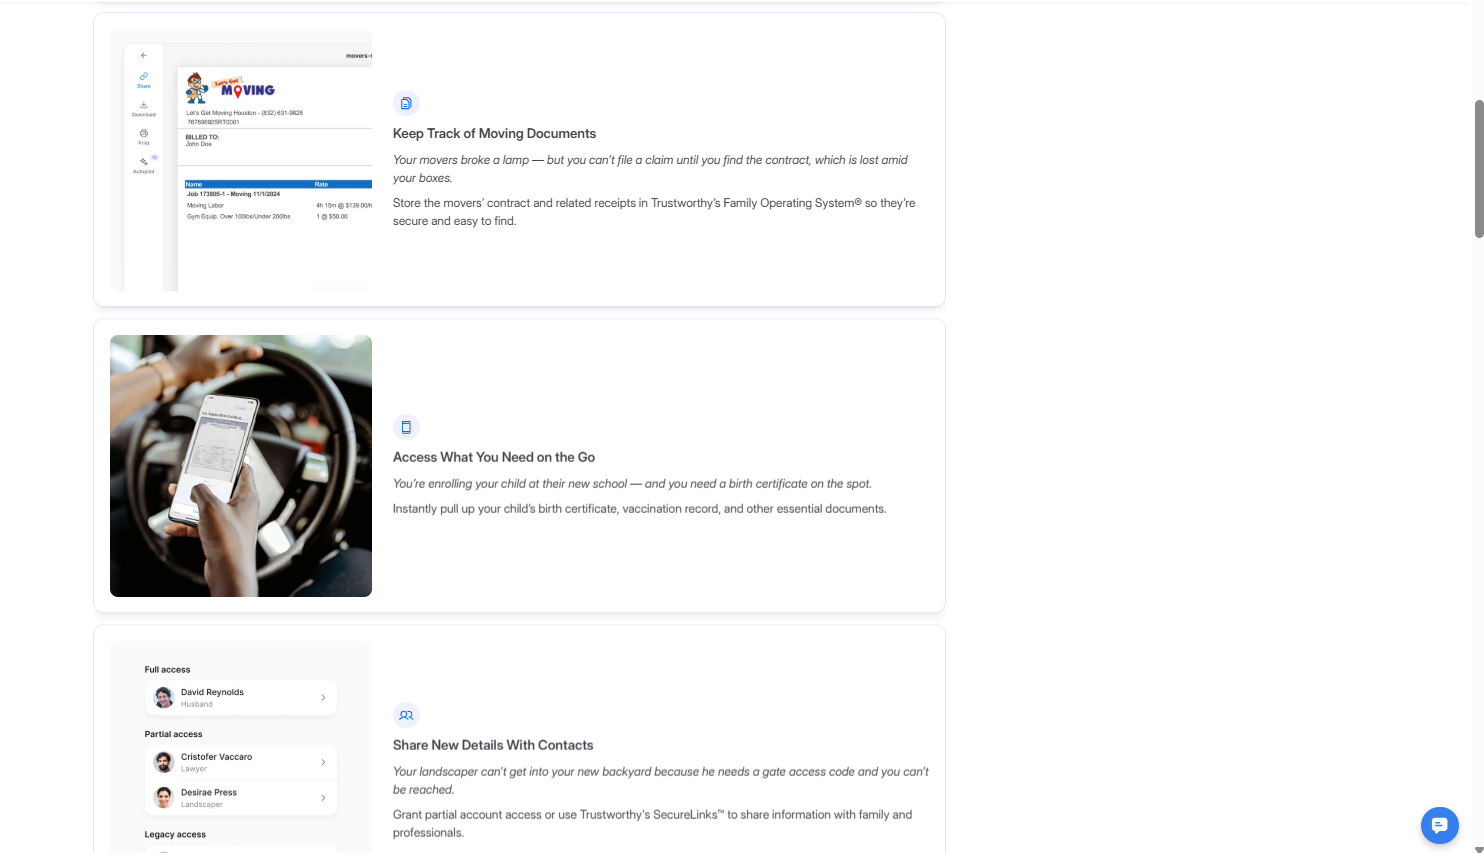 movers-
Share
Download
Print
12
Autopilot
Let's Get
MOVING
Let's Get Moving Houston - (832) 631-9828
767696925RT0001
BILLED TO:
John Doe
Name Rate
Job 173805-1 - Moving 11/1/2024
Moving Labor 4h 15m @ $139.00/h
Gym Equip. Over 100lbs/Under 200lbs 1 @ $50.00
Keep Track of Moving Documents
Your movers broke a lamp — but you can’t file a claim until you find the contract, which is lost amid
your boxes.
Store the movers’ contract and related receipts in Trustworthy’s Family Operating System® so they’re
secure and easy to find.
Access What You Need on the Go
You’re enrolling your child at their new school — and you need a birth certificate on the spot.
Instantly pull up your child’s birth certificate, vaccination record, and other essential documents.
Full access
David Reynolds
Husband
Partial access
Cristofer Vaccaro
Lawyer
Desirae Press
Landscaper
Legacy access
Share New Details With Contacts
Your landscaper can’t get into your new backyard because he needs a gate access code and you can’t
be reached.
Grant partial account access or use Trustworthy's SecureLinks™ to share information with family and
professionals.